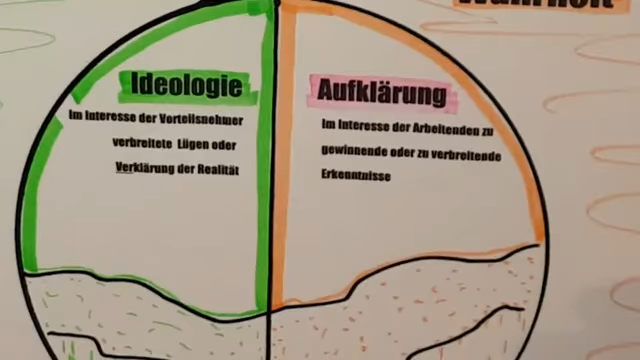 Wahrheit
Ideologie
Im Interesse der Vorteilsnehmer
verbreitete Lügen oder
Verklärung der Realität
Aufklärung
Im Interesse der Arbeitenden zu
gewinnende oder zu verbreitende
Erkenntnisse